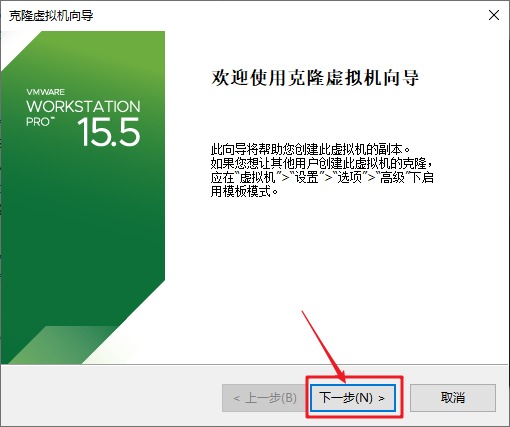 克隆虚拟机向导
VMWARE
WORKSTATION
PRO™
15.5
欢迎使用克隆虚拟机向导
此向导将帮助您创建此虚拟机的副本。
如果您想让其他用户创建此虚拟机的克隆，
应在"虚拟机">"设置">"选项">"高级"下启
用模板模式。
< 上一步(B)
下一步(N) >
取消